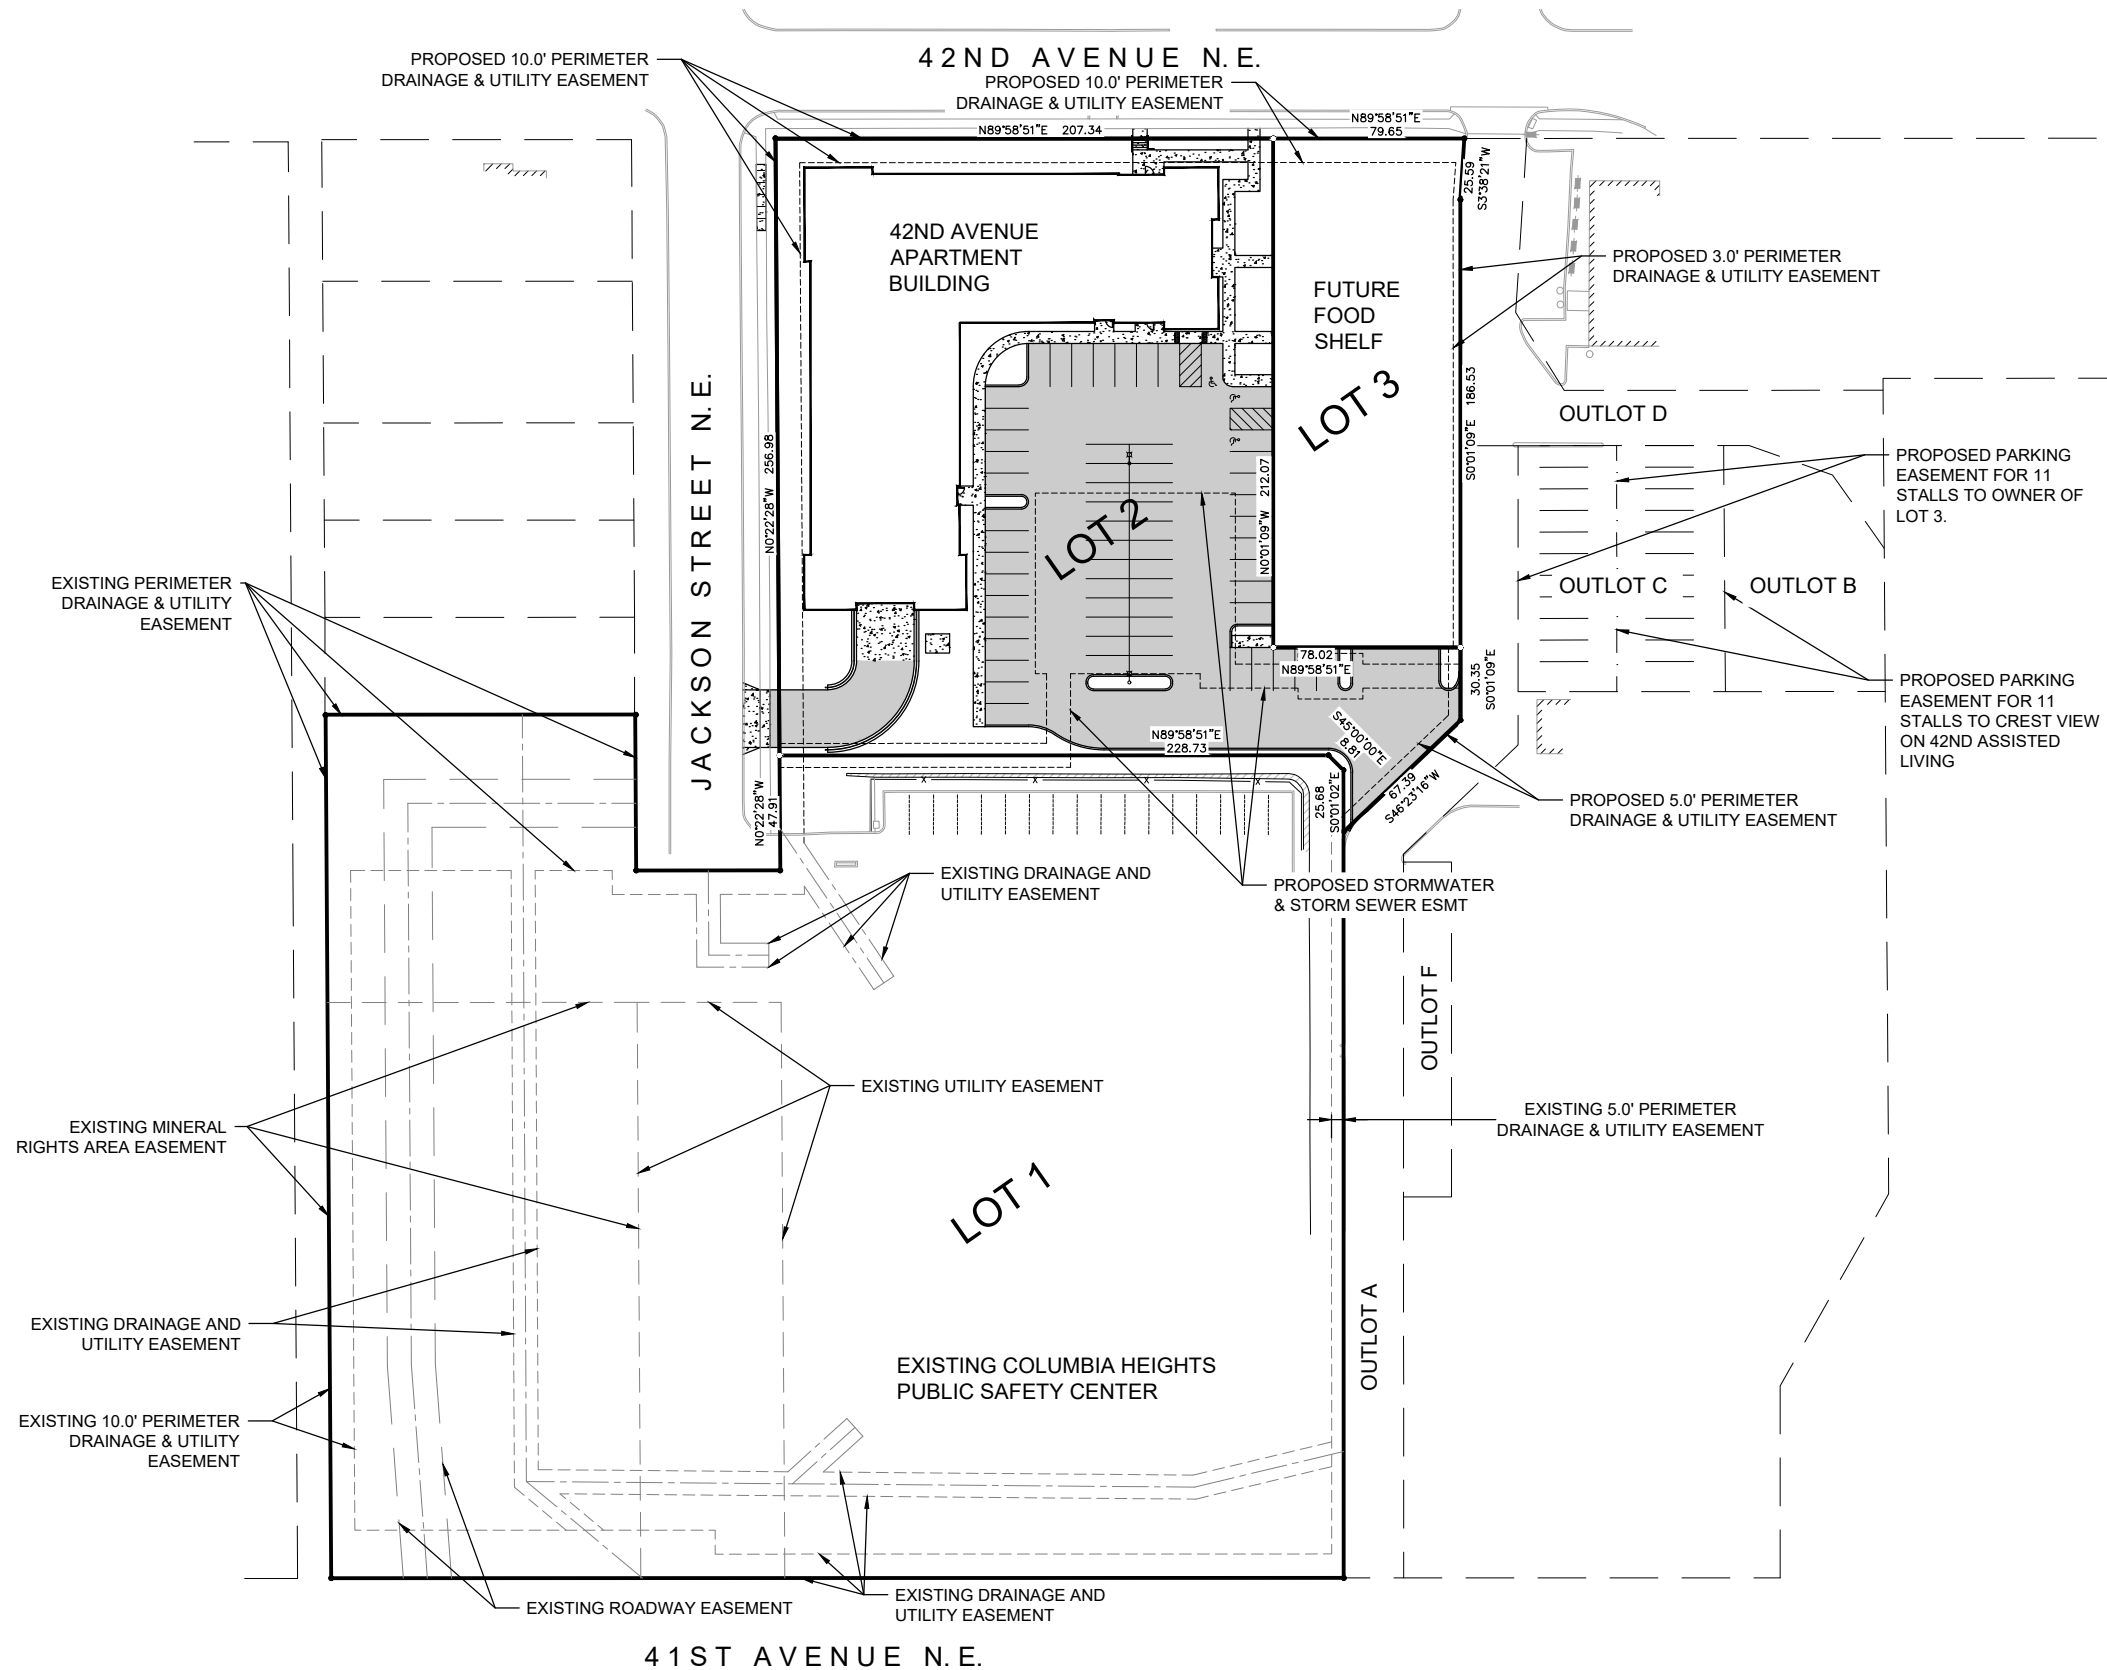 42ND AVENUE N.E.
PROPOSED 10.0' PERIMETER
DRAINAGE & UTILITY EASEMENT
PROPOSED 10.0' PERIMETER
DRAINAGE & UTILITY EASEMENT
N89°58'51"E 207.34
N89°58'51"E
79.65
25.59
S3°38'21"W
42ND AVENUE
APARTMENT
BUILDING
FUTURE
FOOD
SHELF
LOT 3
PROPOSED 3.0' PERIMETER
DRAINAGE & UTILITY EASEMENT
S0°01'09"E 186.53
OUTLOT D
JACKSON STREET N.E.
N0°22'28"W 256.98
LOT 2
N0°01'09"W 212.07
PROPOSED PARKING
EASEMENT FOR 11
STALLS TO OWNER OF
LOT 3.
OUTLOT C
OUTLOT B
EXISTING PERIMETER
DRAINAGE & UTILITY
EASEMENT
78.02
N89°58'51"E
30.35
S0°01'09"E
PROPOSED PARKING
EASEMENT FOR 11
STALLS TO CREST VIEW
ON 42ND ASSISTED
LIVING
N89°58'51"E
228.73
S45°00'00"E
8.81
67.39
S46°23'16"W
25.68
S0°01'02"E
N0°22'28"W
47.91
x x x x
PROPOSED 5.0' PERIMETER
DRAINAGE & UTILITY EASEMENT
EXISTING DRAINAGE AND
UTILITY EASEMENT
PROPOSED STORMWATER
& STORM SEWER ESMT
OUTLOT F
EXISTING UTILITY EASEMENT
EXISTING MINERAL
RIGHTS AREA EASEMENT
EXISTING 5.0' PERIMETER
DRAINAGE & UTILITY EASEMENT
LOT 1
OUTLOT A
EXISTING DRAINAGE AND
UTILITY EASEMENT
EXISTING COLUMBIA HEIGHTS
PUBLIC SAFETY CENTER
EXISTING 10.0' PERIMETER
DRAINAGE & UTILITY
EASEMENT
EXISTING ROADWAY EASEMENT
EXISTING DRAINAGE AND
UTILITY EASEMENT
41ST AVENUE N.E.